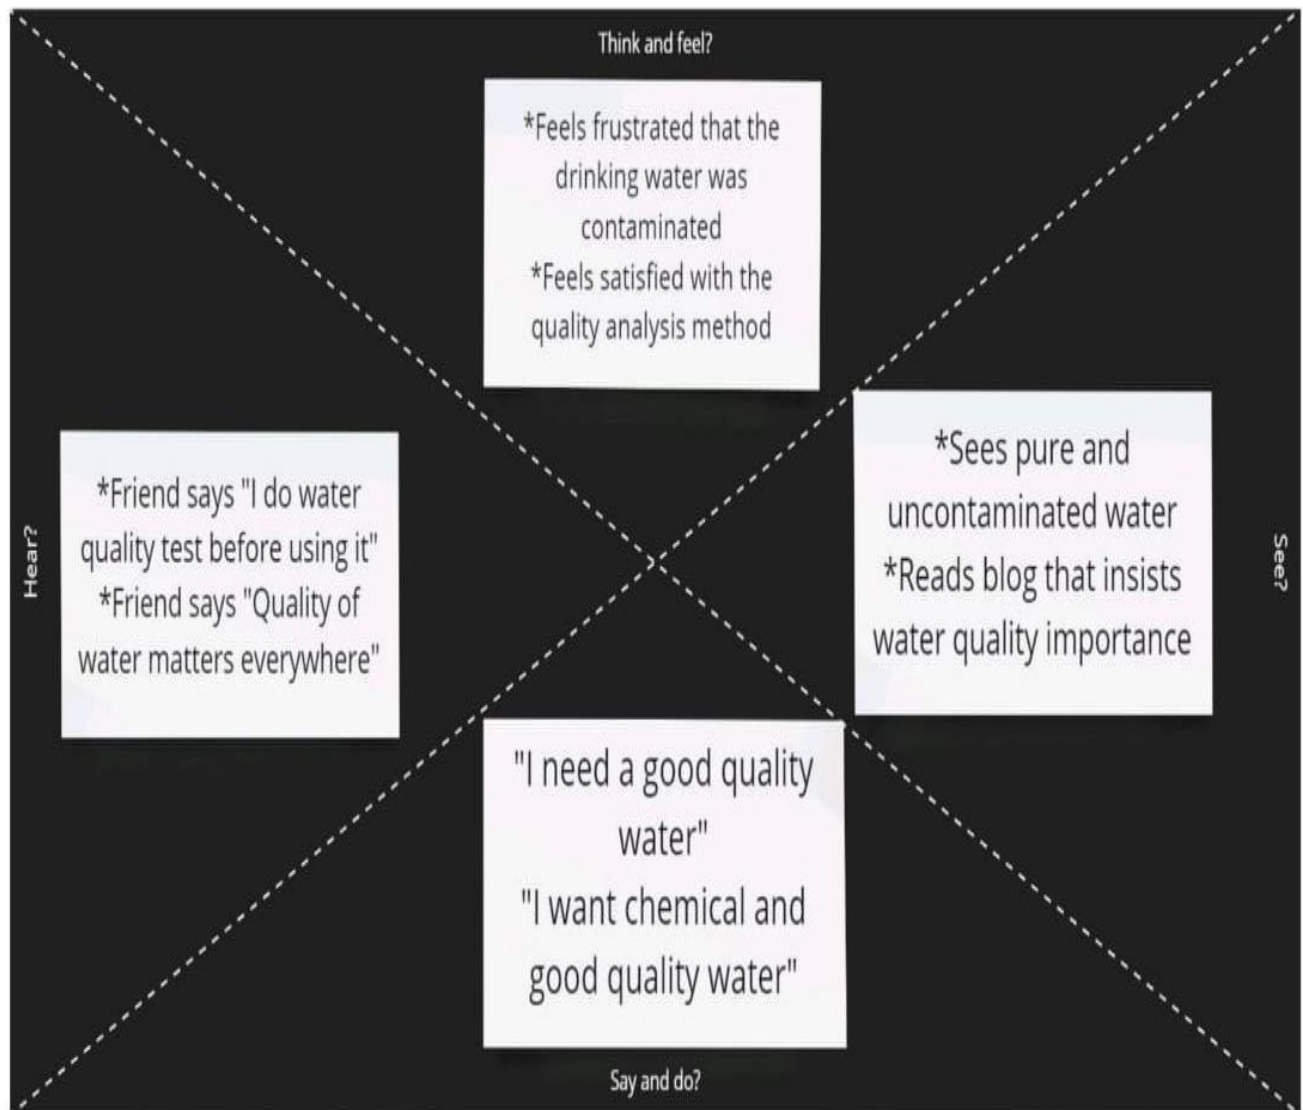 Think and feel?
*Feels frustrated that the
drinking water was
contaminated
*Feels satisfied with the
quality analysis method
Hear?
*Friend says "I do water
quality test before using it"
*Friend says "Quality of
water matters everywhere"
*Sees pure and
uncontaminated water
*Reads blog that insists
water quality importance
See?
"I need a good quality
water"
"I want chemical and
good quality water"
Say and do?